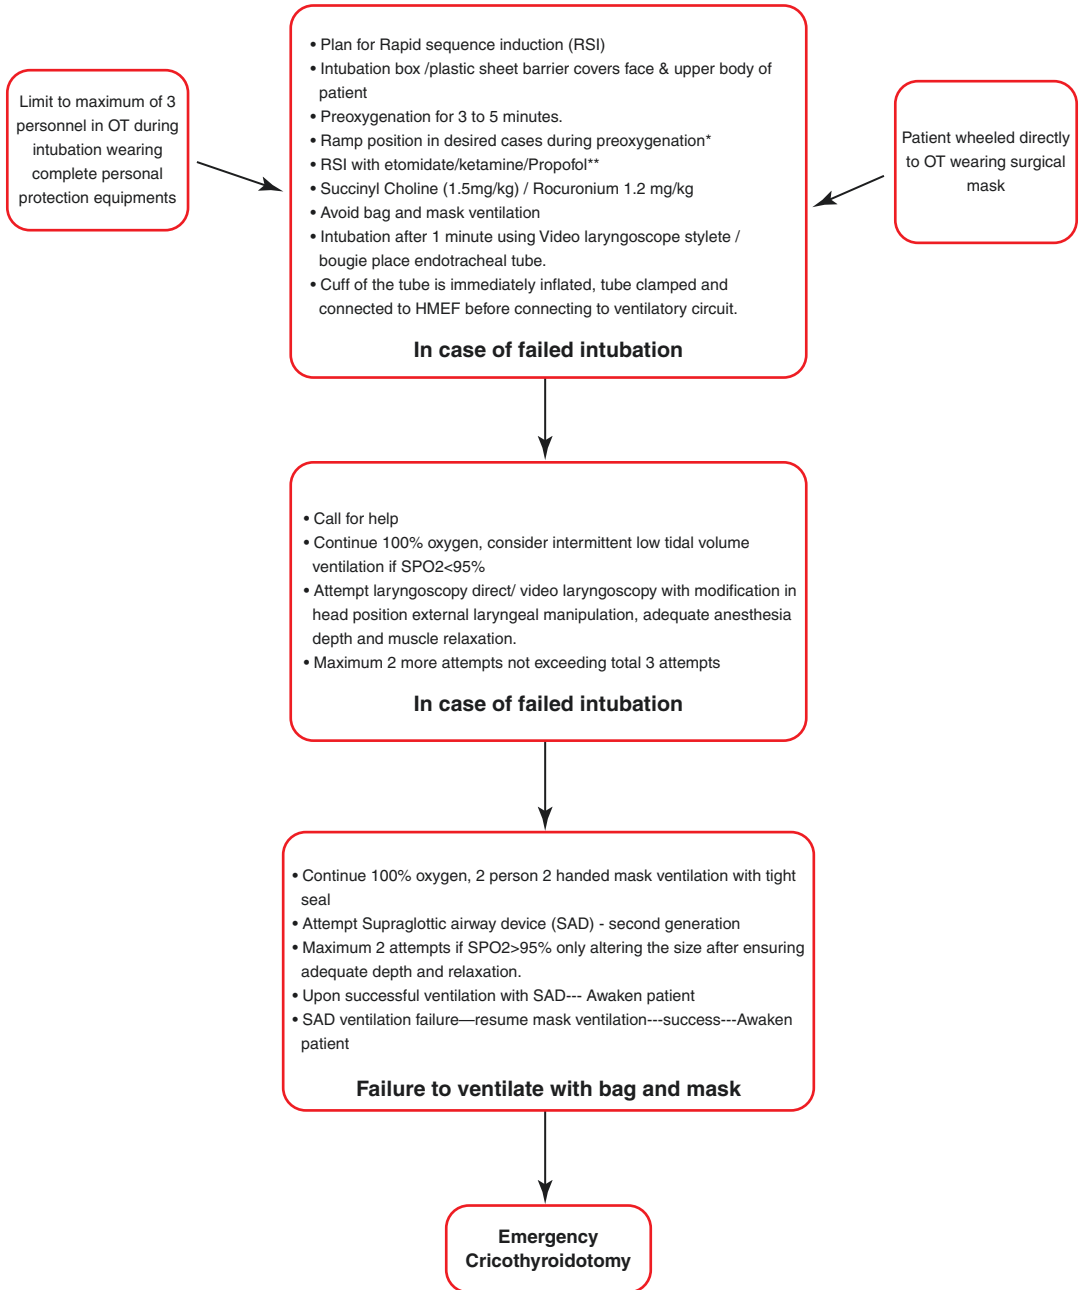 Limit to maximum of 3
personnel in OT during
intubation wearing
complete personal
protection equipments
• Plan for Rapid sequence induction (RSI)
• Intubation box /plastic sheet barrier covers face & upper body of
patient
• Preoxygenation for 3 to 5 minutes.
• Ramp position in desired cases during preoxygenation*
• RSI with etomidate/ketamine/Propofol**
• Succinyl Choline (1.5mg/kg) / Rocuronium 1.2 mg/kg
• Avoid bag and mask ventilation
• Intubation after 1 minute using Video laryngoscope stylete /
bougie place endotracheal tube.
• Cuff of the tube is immediately inflated, tube clamped and
connected to HMEF before connecting to ventilatory circuit.
In case of failed intubation
Patient wheeled directly
to OT wearing surgical
mask
• Call for help
• Continue 100% oxygen, consider intermittent low tidal volume
ventilation if SPO2<95%
• Attempt laryngoscopy direct/ video laryngoscopy with modification in
head position external laryngeal manipulation, adequate anesthesia
depth and muscle relaxation.
• Maximum 2 more attempts not exceeding total 3 attempts
In case of failed intubation
• Continue 100% oxygen, 2 person 2 handed mask ventilation with tight
seal
• Attempt Supraglottic airway device (SAD) - second generation
• Maximum 2 attempts if SPO2>95% only altering the size after ensuring
adequate depth and relaxation.
• Upon successful ventilation with SAD--- Awaken patient
• SAD ventilation failure—resume mask ventilation---success---Awaken
patient
Failure to ventilate with bag and mask
Emergency
Cricothyroidotomy